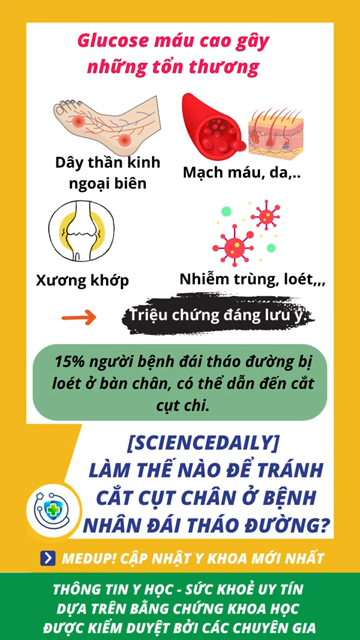 Glucose máu cao gây
những tổn thương
Dây thần kinh
ngoại biên
Mạch máu, da,..
Xương khớp
Nhiễm trùng, loét,,,
Triệu chứng đáng lưu ý.
15% người bệnh đái tháo đường bị
loét ở bàn chân, có thể dẫn đến cắt
cụt chi.
[SCIENCEDAILY]
LÀM THẾ NÀO ĐỂ TRÁNH
CẮT CỤT CHÂN Ở BỆNH
NHÂN ĐÁI THÁO ĐƯỜNG?
MEDUP! CẬP NHẬT Y KHOA MỚI NHẤT
THÔNG TIN Y HỌC - SỨC KHOẺ UY TÍN
DỰA TRÊN BẰNG CHỨNG KHOA HỌC
ĐƯỢC KIỂM DUYỆT BỞI CÁC CHUYÊN GIA